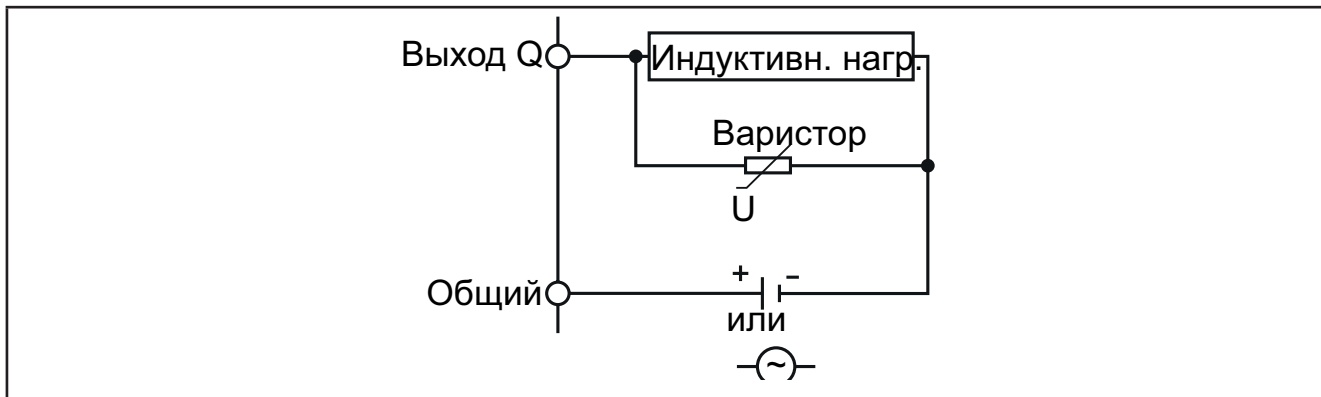 Выход Q
Индуктивн. нагр.
Варистор
U
Общий
+ −
или
~